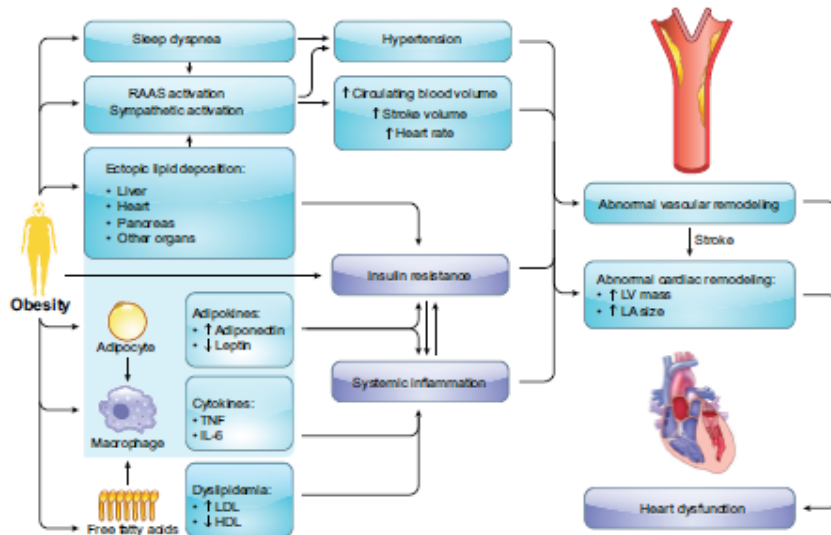 Sleep dyspnea
Hypertension
RAAS activation
Sympathetic activation
↑ Circulating blood volume
↑ Stroke volume
↑ Heart rate
Ectopic lipid deposition:
• Liver
• Heart
• Pancreas
• Other organs
Abnormal vascular remodeling
Stroke
Insulin resistance
Abnormal cardiac remodeling:
• ↑ LV mass
• ↑ LA size
Obesity
Adipocyte
Adipokines:
• ↑ Adiponectin
• ↓ Leptin
Systemic inflammation
Macrophage
Cytokines:
• TNF
• IL-6
Free fatty acids
Dyslipidemia:
• ↑ LDL
• ↓ HDL
Heart dysfunction